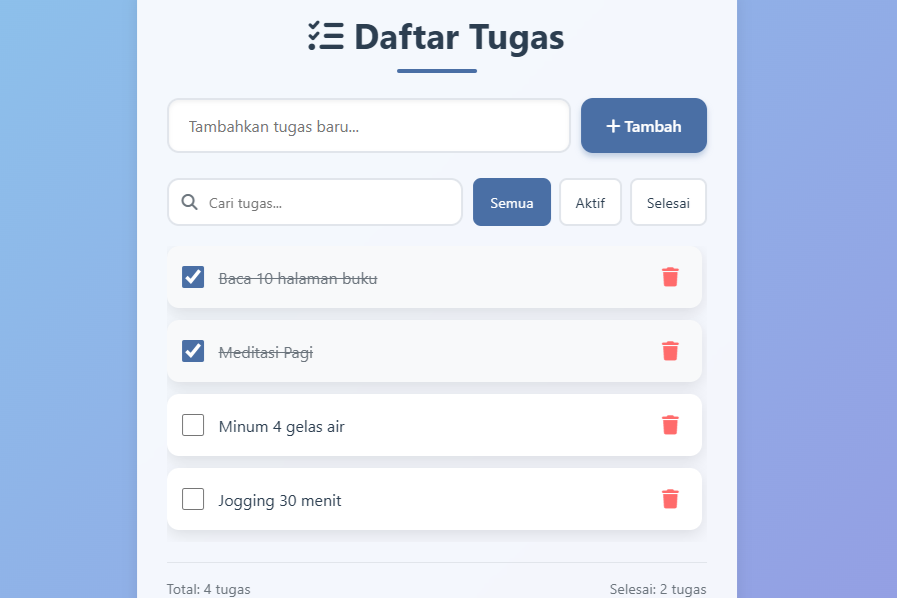 Daftar Tugas
Tambahkan tugas baru...
+ Tambah
Cari tugas...
Semua
Aktif
Selesai
Baca 10 halaman buku
Meditasi Pagi
Minum 4 gelas air
Jogging 30 menit
Total: 4 tugas
Selesai: 2 tugas